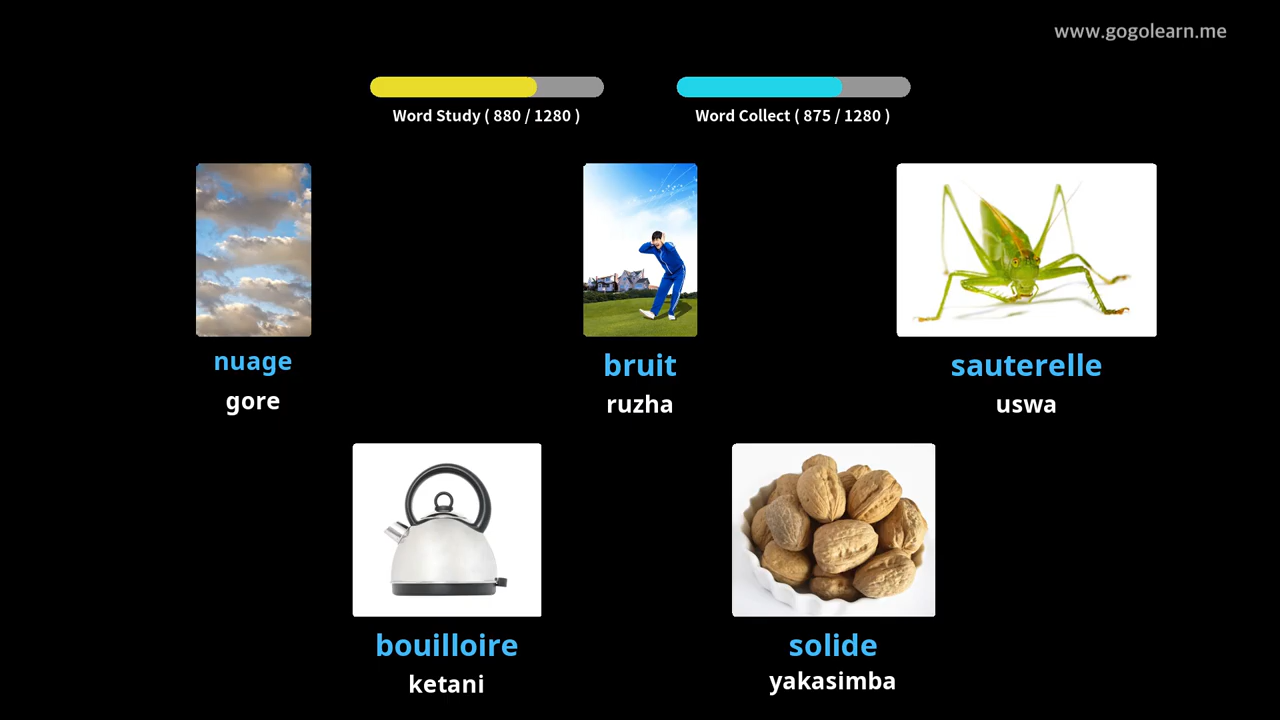 www.gogolearn.me
Word Study ( 880 / 1280 )
Word Collect ( 875 / 1280 )
nuage
gore
bruit
ruzha
sauterelle
uswa
bouilloire
ketani
solide
yakasimba